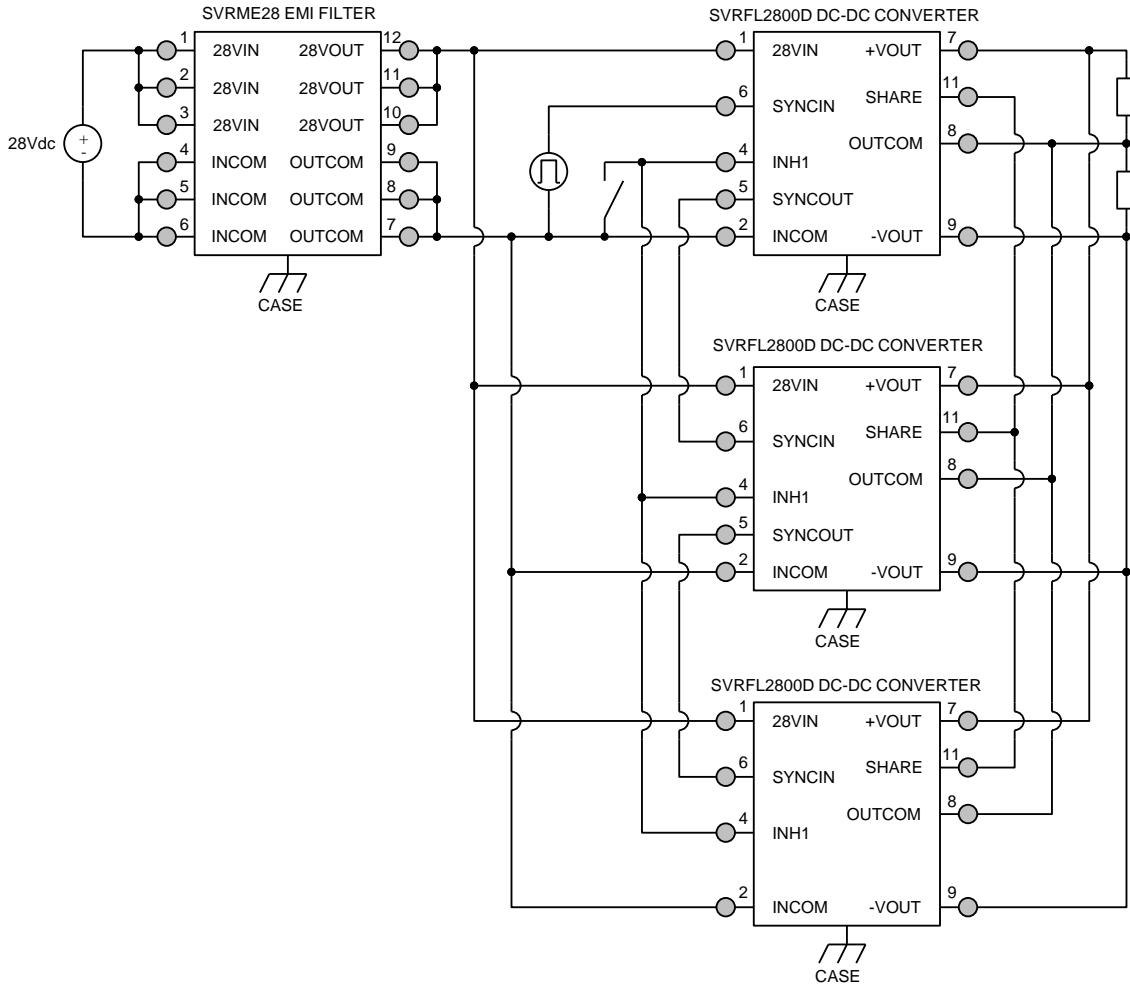 SVRME28 EMI FILTER
SVRFL2800D DC-DC CONVERTER
28Vdc
+
-
1 28VIN 28VOUT 12
2 28VIN 28VOUT 11
3 28VIN 28VOUT 10
4 INCOM OUTCOM 9
5 INCOM OUTCOM 8
6 INCOM OUTCOM 7
CASE
1 28VIN +VOUT 7
6 SYNCIN SHARE 11
4 INH1 OUTCOM 8
5 SYNCOUT
2 INCOM -VOUT 9
CASE
SVRFL2800D DC-DC CONVERTER
1 28VIN +VOUT 7
6 SYNCIN SHARE 11
4 INH1 OUTCOM 8
5 SYNCOUT
2 INCOM -VOUT 9
CASE
SVRFL2800D DC-DC CONVERTER
1 28VIN +VOUT 7
6 SYNCIN SHARE 11
4 INH1 OUTCOM 8
2 INCOM -VOUT 9
CASE